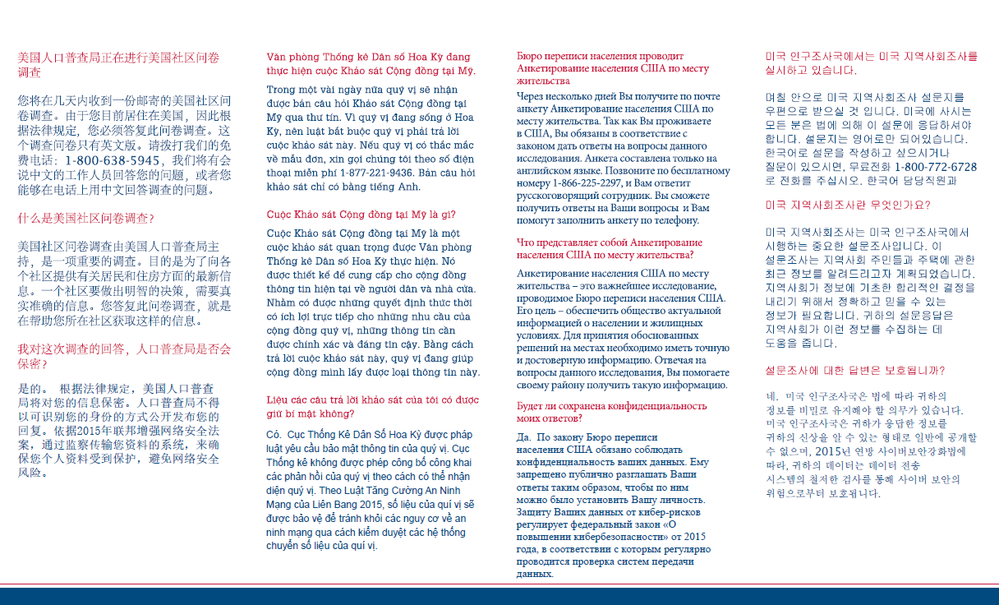 美国人口普查局正在进行美国社区问卷
调查
您将在几天内收到一份邮寄的美国社区问
卷调查。由于您目前居住在美国，因此根
据法律规定，您必须答复此问卷调查。这
个调查问卷只有英文版。请拨打我们的免
费电话：1-800-638-5945，我们将有会
说中文的工作人员回答您的问题，或者您
能够在电话上用中文回答调查的问题。
什么是美国社区问卷调查？
美国社区问卷调查由美国人口普查局主
持，是一项重要的调查。目的是为了向各
个社区提供有关居民和住房方面的最新信
息。一个社区要做出明智的决策，需要真
实准确的信息。您答复此问卷调查，就是
在帮助您所在社区获取这样的信息。
我对这次调查的回答，人口普查局是否会
保密？
是的。 根据法律规定，美国人口普查
局将对您的信息保密。人口普查局不得
以可识别您的身份的方式公开发布您的
回复。依据2015年联邦增强网络安全法
案，通过监察传输您资料的系统，来确
保您个人资料受到保护，避免网络安全
风险。
Văn phòng Thống kê Dân số Hoa Kỳ đang
thực hiện cuộc Khảo sát Cộng đồng tại Mỹ.
Trong một vài ngày nữa quý vị sẽ nhận
được bản câu hỏi Khảo sát Cộng đồng tại
Mỹ qua thư tín. Vì quý vị đang sống ở Hoa
Kỳ, nên luật bắt buộc quý vị phải trả lời
cuộc khảo sát này. Nếu quý vị có thắc mắc
về mẫu đơn, xin gọi chúng tôi theo số điện
thoại miễn phí 1-877-221-9436. Bản câu hỏi
khảo sát chỉ có bằng tiếng Anh.
Cuộc Khảo sát Cộng đồng tại Mỹ là gì?
Cuộc Khảo sát Cộng đồng tại Mỹ là một
cuộc khảo sát quan trọng được Văn phòng
Thống kê Dân số Hoa Kỳ thực hiện. Nó
được thiết kế để cung cấp cho cộng đồng
thông tin hiện tại về người dân và nhà cửa.
Nhằm có được những quyết định thức thời
có ích lợi trực tiếp cho những nhu cầu của
cộng đồng quý vị, những thông tin cần
được chính xác và đáng tin cậy. Bằng cách
trả lời cuộc khảo sát này, quý vị đang giúp
cộng đồng mình lấy được loại thông tin này.
Liệu các câu trả lời khảo sát của tôi có được
giữ bí mật không?
Có.  Cục Thống Kê Dân Số Hoa Kỳ được pháp
luật yêu cầu bảo mật thông tin của quý vị. Cục
Thống kê không được phép công bố công khai
các phản hồi của quý vị theo cách có thể nhận
diện quý vị. Theo Luật Tăng Cường An Ninh
Mạng của Liên Bang 2015, số liệu của quí vị sẽ
được bảo vệ để tránh khỏi các nguy cơ về an
ninh mạng qua cách kiểm duyệt các hệ thống
chuyển số liệu của quí vị.
Бюро переписи населения проводит
Анкетирование населения США по месту
жительства
Через несколько дней Вы получите по почте
анкету Анкетирование населения США по
месту жительства. Так как Вы проживаете
в США, Вы обязаны в соответствие с
законом дать ответы на вопросы данного
исследования. Анкета составлена только на
английском языке. Позвоните по бесплатному
номеру 1-866-225-2297, и Вам ответит
русскоговорящий сотрудник. Вы сможете
получить ответы на Ваши вопросы  и Вам
помогут заполнить анкету по телефону.
Что представляет собой Анкетирование
населения США по месту жительства?
Анкетирование населения США по месту
жительства – это важнейшее исследование,
проводимое Бюро переписи населения США.
Его цель – обеспечить общество актуальной
информацией о населении и жилищных
условиях. Для принятия обоснованных
решений на местах необходимо иметь точную
и достоверную информацию. Отвечая на
вопросы данного исследования, Вы помогаете
своему району получить такую информацию.
Будет ли сохранена конфиденциальность
моих ответов?
Да.  По закону Бюро переписи
населения США обязано соблюдать
конфиденциальность ваших данных. Ему
запрещено публично разглашать Ваши
ответы таким образом, чтобы по ним
можно было установить Вашу личность.
Защиту Ваших данных от кибер-рисков
регулирует федеральный закон «О
повышении кибербезопасности» от 2015
года, в соответствии с которым регулярно
проводится проверка систем передачи
данных.
미국 인구조사국에서는 미국 지역사회조사를
실시하고 있습니다.
며칠 안으로 미국 지역사회조사 설문지를
우편으로 받으실 것 입니다. 미국에 사시는
모든 분은 법에 의해 이 설문에 응답하셔야
합니다. 설문지는 영어로만 되어있습니다.
한국어로 설문을 작성하고 싶으시거나
질문이 있으시면, 무료전화 1-800-772-6728
로 전화를 주십시오. 한국어 담당직원과
미국 지역사회조사란 무엇인가요?
미국 지역사회조사는 미국 인구조사국에서
시행하는 중요한 설문조사입니다. 이
설문조사는 지역사회 주민들과 주택에 관한
최근 정보를 알려드리고자 계획되었습니다.
지역사회가 정보에 기초한 합리적인 결정을
내리기 위해서 정확하고 믿을 수 있는
정보가 필요합니다. 귀하의 설문응답은
지역사회가 이런 정보를 수집하는 데
도움을 줍니다.
설문조사에 대한 답변은 보호됩니까?
네.  미국 인구조사국은 법에 따라 귀하의
정보를 비밀로 유지해야 할 의무가 있습니다.
미국 인구조사국은 귀하가 응답한 정보를
귀하의 신상을 알 수 있는 형태로 일반에 공개할
수 없으며, 2015년 연방 사이버보안강화법에
따라, 귀하의 데이터는 데이터 전송
시스템의 철저한 검사를 통해 사이버 보안의
위험으로부터 보호됩니다.